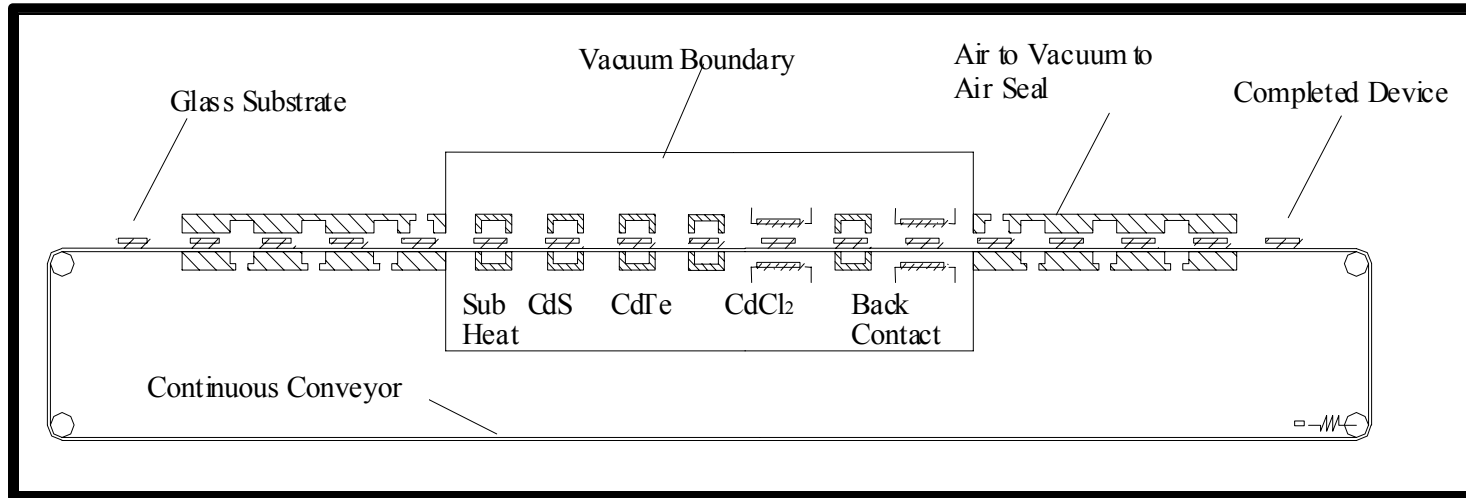 Vacuum Boundary
Air to Vacuum to
Air Seal
Glass Substrate
Completed Device
Sub
Heat
CdS
CdTe
CdCl₂
Back
Contact
Continuous Conveyor